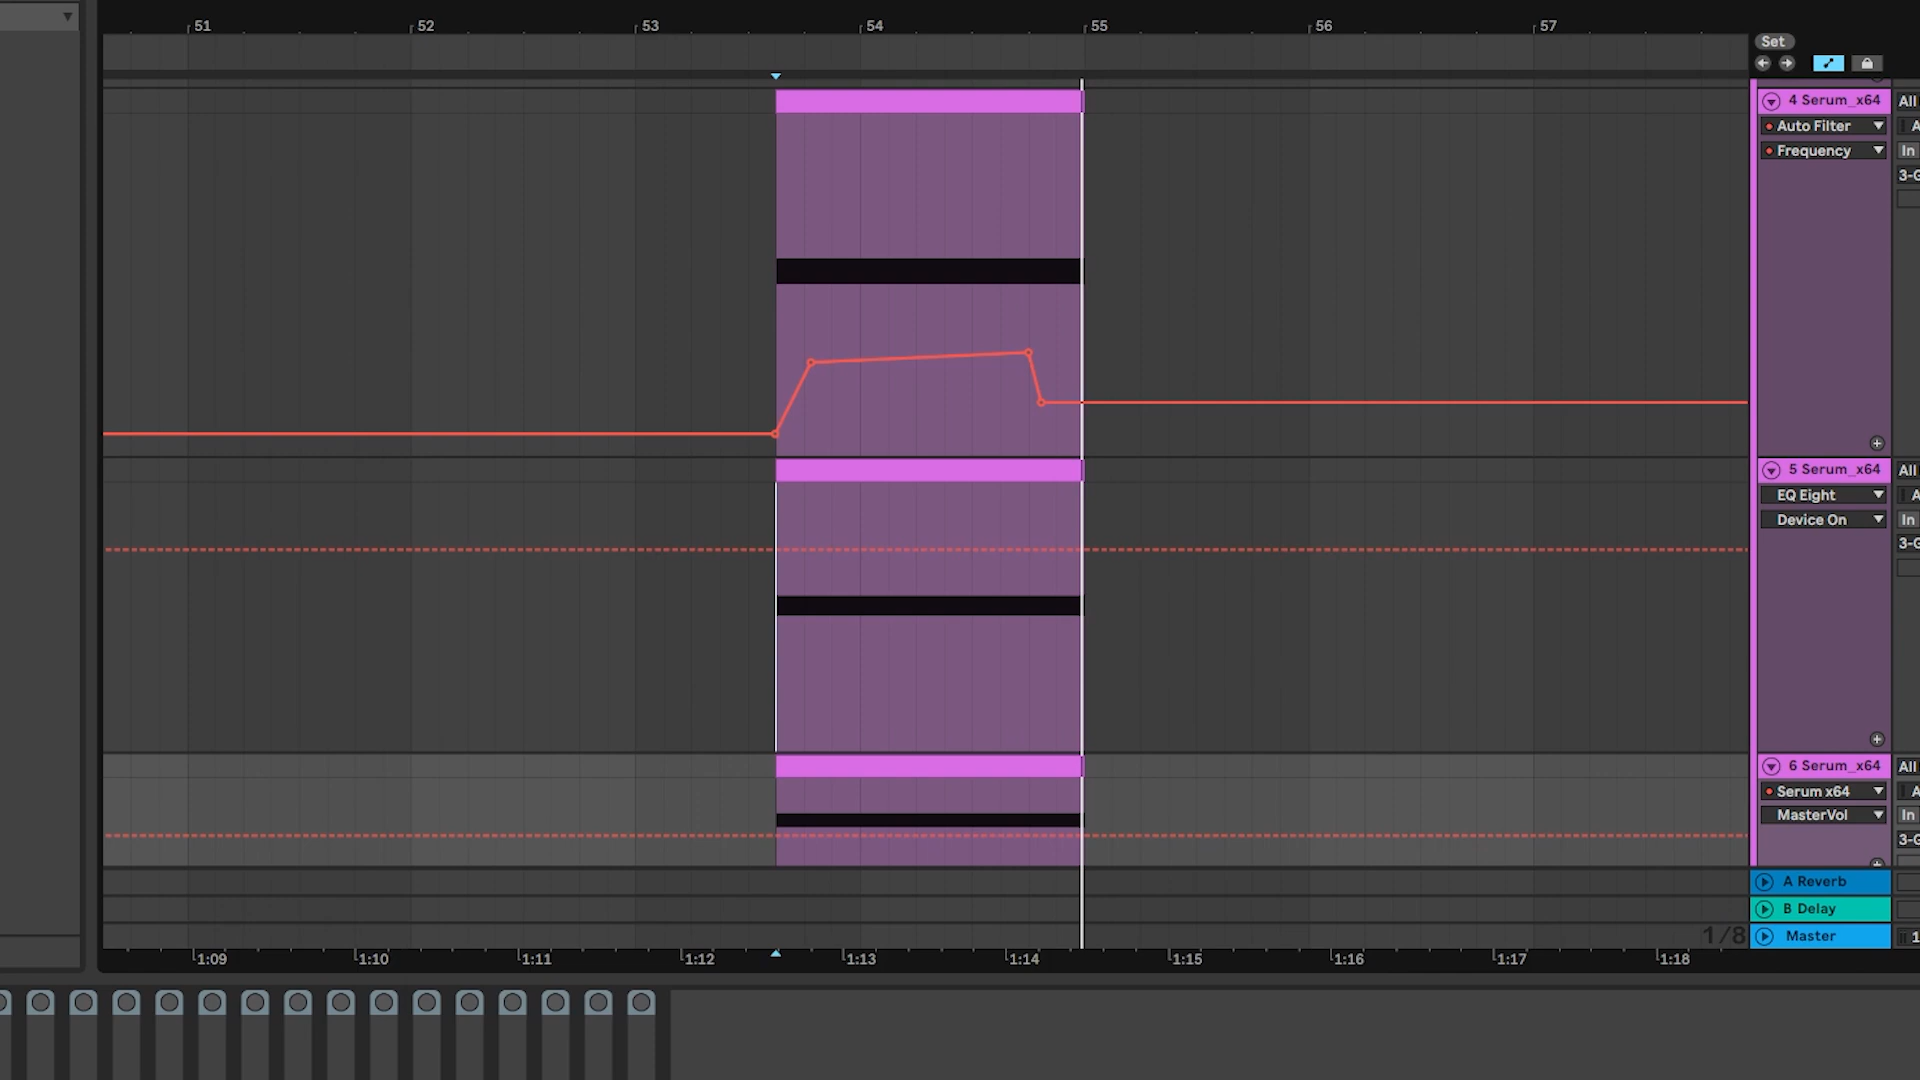 51 52 53 54 55 56 57
Set
4 Serum_x64 All
Auto Filter A
Frequency In
3-G
5 Serum_x64 All
EQ Eight A
Device On In
3-G
6 Serum_x64 All
Serum x64 A
MasterVol In
3-G
A Reverb
B Delay
1/8 Master 1
1:09 1:10 1:11 1:12 1:13 1:14 1:15 1:16 1:17 1:18